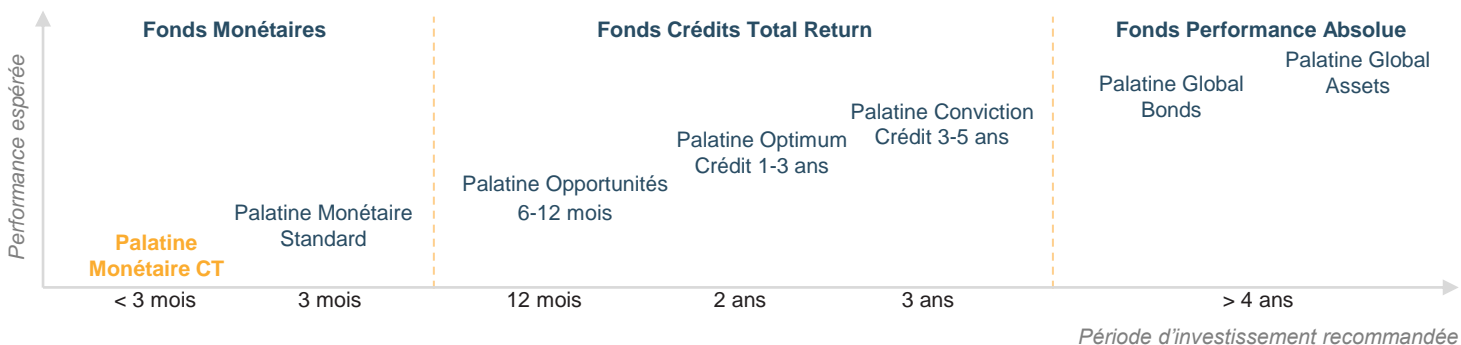 Performance espérée
Fonds Monétaires
Fonds Crédits Total Return
Fonds Performance Absolue
Palatine
Monétaire CT
Palatine Monétaire
Standard
Palatine Opportunités
6-12 mois
Palatine Optimum
Crédit 1-3 ans
Palatine Conviction
Crédit 3-5 ans
Palatine Global
Bonds
Palatine Global
Assets
< 3 mois
3 mois
12 mois
2 ans
3 ans
> 4 ans
Période d'investissement recommandée